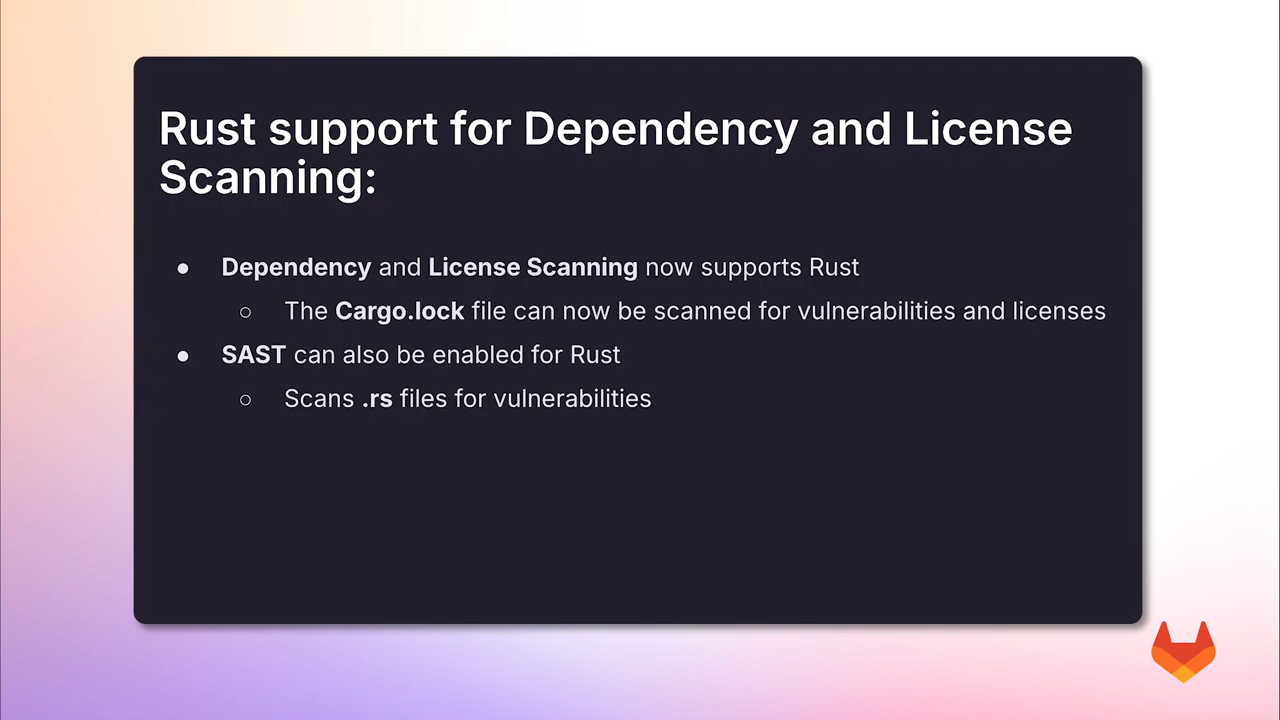 Rust support for Dependency and License
Scanning:
● Dependency and License Scanning now supports Rust
○ The Cargo.lock file can now be scanned for vulnerabilities and licenses
● SAST can also be enabled for Rust
○ Scans .rs files for vulnerabilities